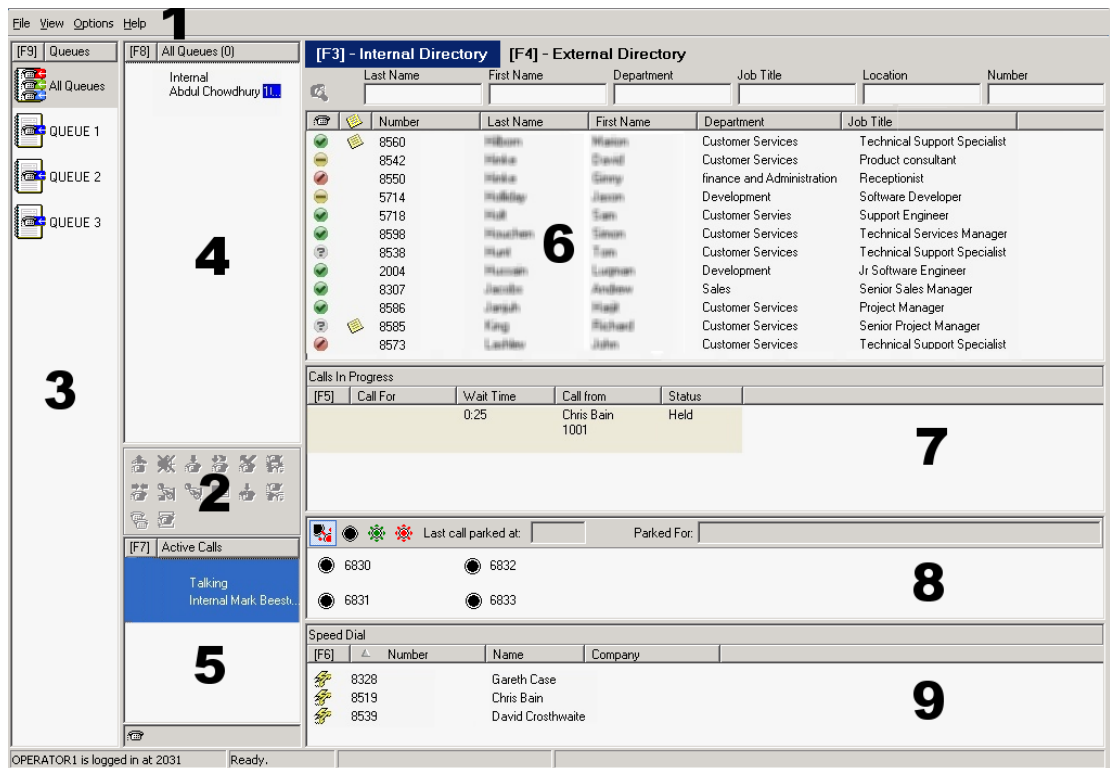 File View Options Help 1
[F9] Queues
All Queues
QUEUE 1
QUEUE 2
QUEUE 3
3
[F8] All Queues (0)
Internal
Abdul Chowdhury
4
2
[F7] Active Calls
Talking
Internal Mark
5
[F3] - Internal Directory [F4] - External Directory
Last Name First Name Department Job Title Location Number
Number Last Name First Name Department Job Title
8560 Customer Services Technical Support Specialist
8542 Customer Services Product consultant
8550 finance and Administration Receptionist
5714 Development Software Developer
5718 Customer Servies Support Engineer
8598 Customer Services Technical Services Manager
8538 Customer Services Technical Support Specialist
2004 Development Jr Software Engineer
8307 Sales Senior Sales Manager
8586 Customer Services Project Manager
8585 Customer Services Senior Project Manager
8573 Customer Services Technical Support Specialist
6
Calls In Progress
[F5] Call For Wait Time Call from Status
0:25 Chris Bain Held
1001
7
Last call parked at: Parked For:
6830 6832
6831 6833
8
Speed Dial
[F6] Number Name Company
8328 Gareth Case
8519 Chris Bain
8539 David Crosthwaite
9
OPERATOR1 is logged in at 2031 Ready.